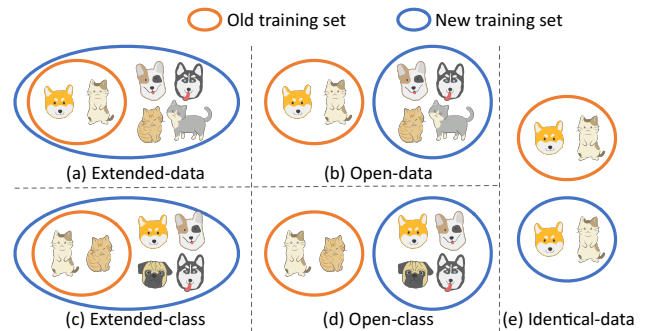 Old training set
New training set
(a) Extended-data
(b) Open-data
(c) Extended-class
(d) Open-class
(e) Identical-data